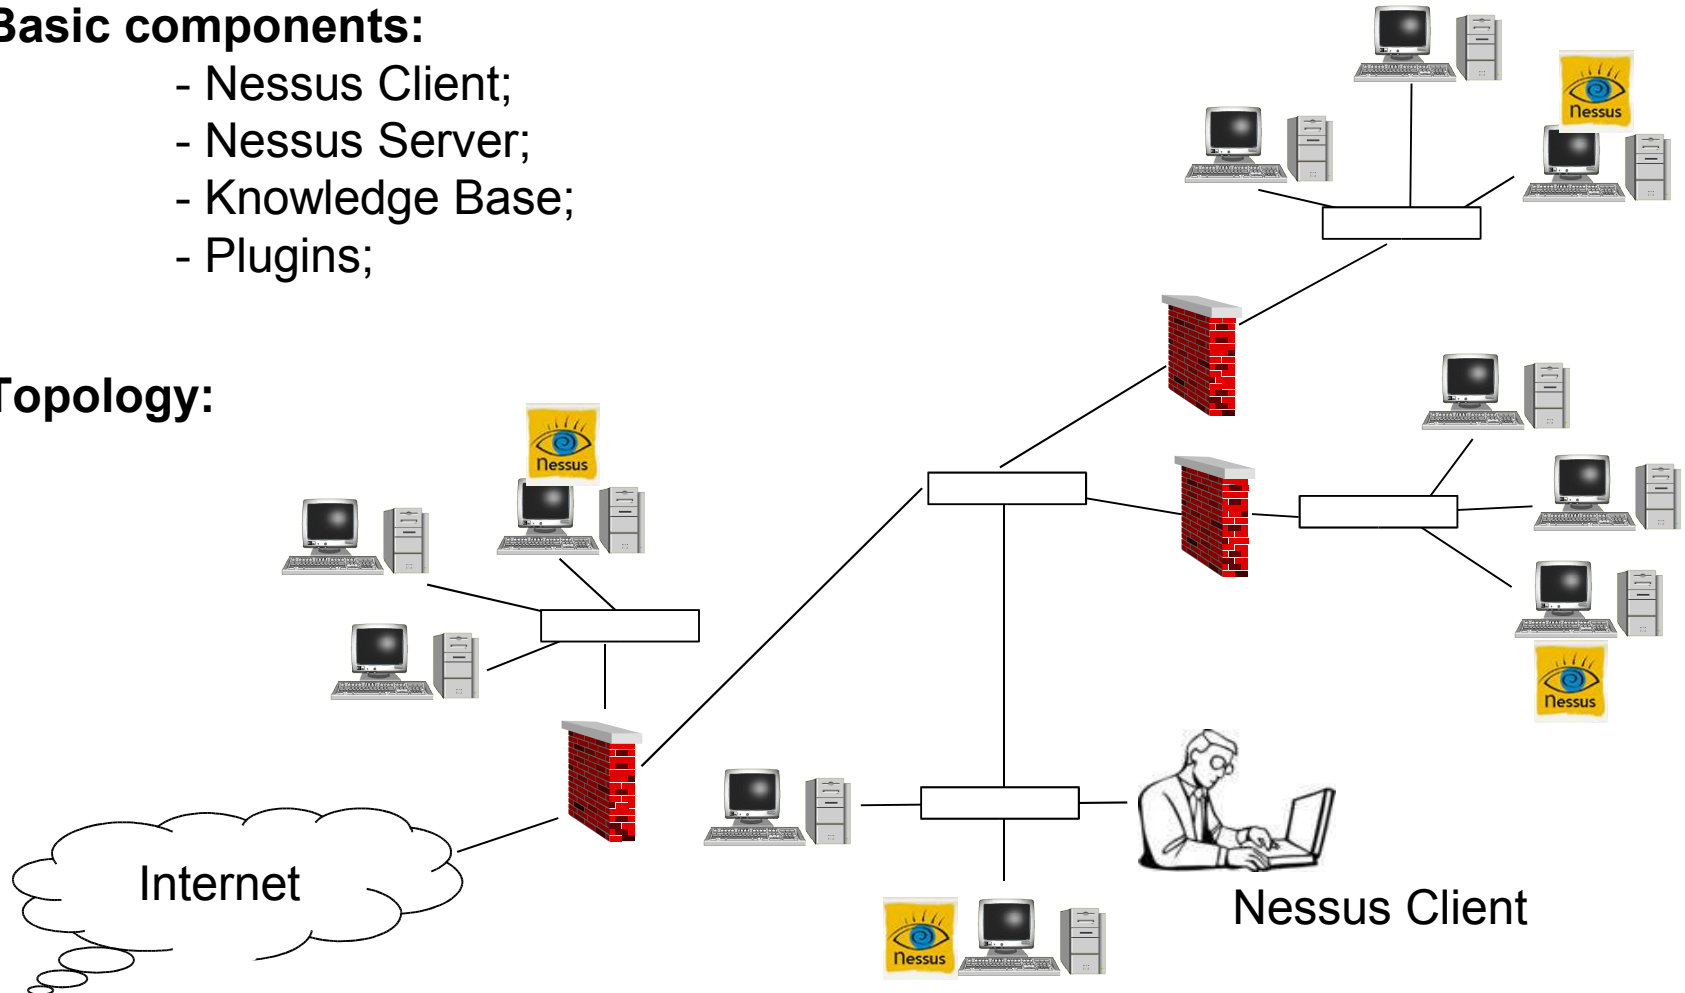 Basic components:
- Nessus Client;
- Nessus Server;
- Knowledge Base;
- Plugins;
Nessus
Topology:
Nessus
Nessus
Internet
Nessus Client
Nessus